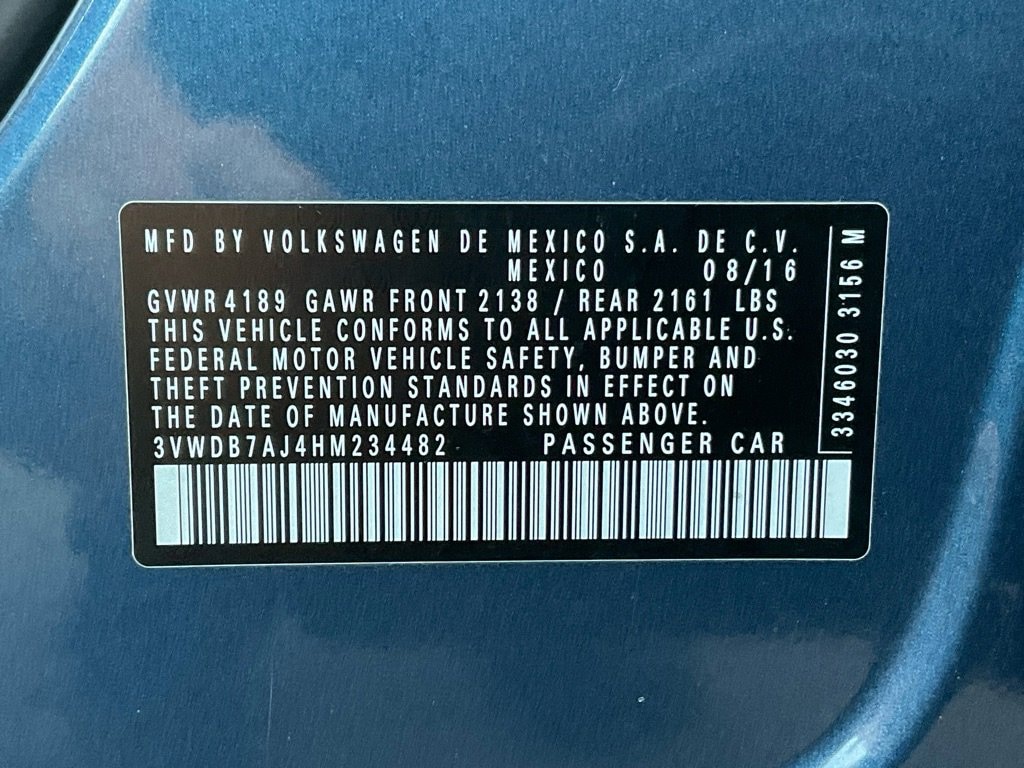 MFD BY VOLKSWAGEN DE MEXICO S.A. DE C.V.
MEXICO 08/16
GVWR 4189 GAWR FRONT 2138 / REAR 2161 LBS
THIS VEHICLE CONFORMS TO ALL APPLICABLE U.S.
FEDERAL MOTOR VEHICLE SAFETY, BUMPER AND
THEFT PREVENTION STANDARDS IN EFFECT ON
THE DATE OF MANUFACTURE SHOWN ABOVE.
3VWDB7AJ4HM234482 PASSENGER CAR
3346030 3156 M